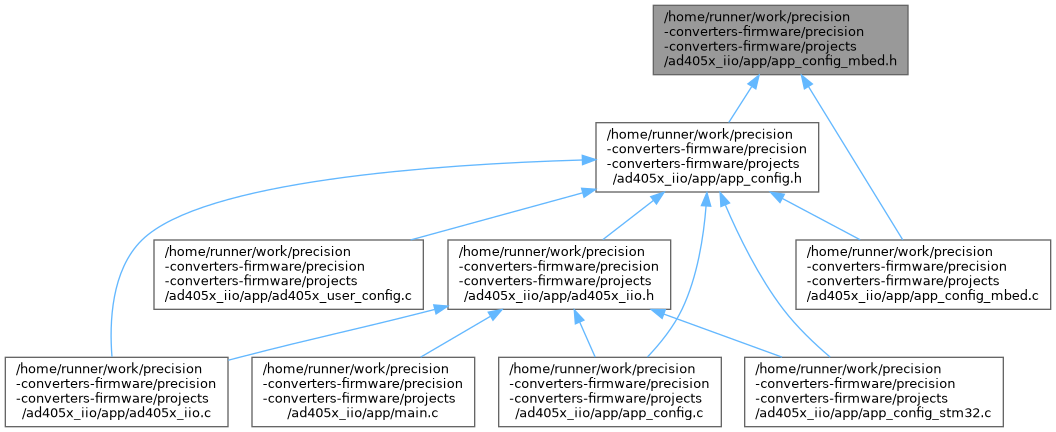 /home/runner/work/precision
-converters-firmware/precision
-converters-firmware/projects
/ad405x_iio/app/app_config_mbed.h
/home/runner/work/precision
-converters-firmware/precision
-converters-firmware/projects
/ad405x_iio/app/app_config.h
/home/runner/work/precision
-converters-firmware/precision
-converters-firmware/projects
/ad405x_iio/app/ad405x_user_config.c
/home/runner/work/precision
-converters-firmware/precision
-converters-firmware/projects
/ad405x_iio/app/ad405x_iio.h
/home/runner/work/precision
-converters-firmware/precision
-converters-firmware/projects
/ad405x_iio/app/app_config_mbed.c
/home/runner/work/precision
-converters-firmware/precision
-converters-firmware/projects
/ad405x_iio/app/ad405x_iio.c
/home/runner/work/precision
-converters-firmware/precision
-converters-firmware/projects
/ad405x_iio/app/main.c
/home/runner/work/precision
-converters-firmware/precision
-converters-firmware/projects
/ad405x_iio/app/app_config.c
/home/runner/work/precision
-converters-firmware/precision
-converters-firmware/projects
/ad405x_iio/app/app_config_stm32.c